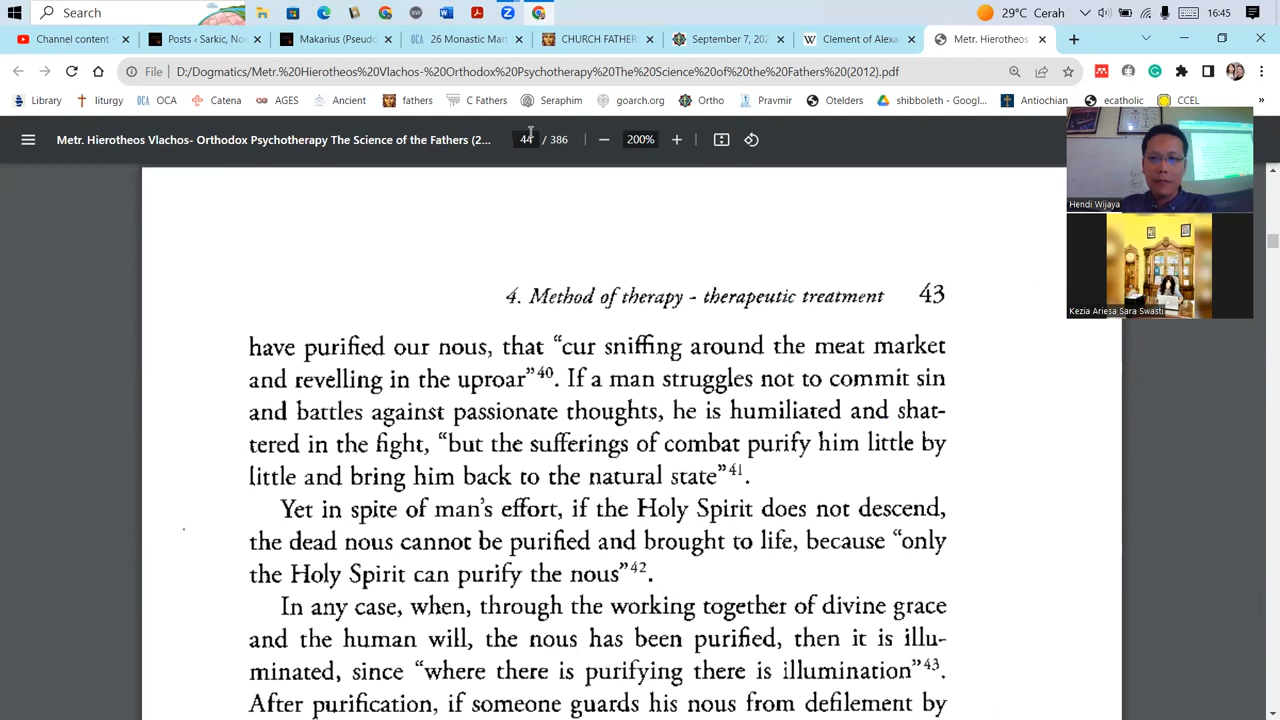 Search
29°C Cerah
16:45
Channel content -
Posts ‹ Sarkic, Noe
Makarius (Pseudo
26 Monastic Mart
CHURCH FATHER
September 7, 202
Clement of Alexa
Metr. Hierotheos
File
D:/Dogmatics/Metr.%20Hierotheos%20Vlachos-%20Orthodox%20Psychotherapy%20The%20Science%20of%20the%20Fathers%20(2012).pdf
Library
liturgy
OCA
Catena
AGES
Ancient
fathers
C Fathers
Seraphim
goarch.org
Ortho
Pravmir
Otelders
shibboleth - Googl...
Antiochian
ecatholic
CCEL
Metr. Hierotheos Vlachos- Orthodox Psychotherapy The Science of the Fathers (2...
44 / 386
200%
Hendi Wijaya
Kezia Ariesa Sara Swasti
4. Method of therapy - therapeutic treatment 43
have purified our nous, that “cur sniffing around the meat market
and revelling in the uproar”40. If a man struggles not to commit sin
and battles against passionate thoughts, he is humiliated and shat-
tered in the fight, “but the sufferings of combat purify him little by
little and bring him back to the natural state”41.
Yet in spite of man’s effort, if the Holy Spirit does not descend,
the dead nous cannot be purified and brought to life, because “only
the Holy Spirit can purify the nous”42.
In any case, when, through the working together of divine grace
and the human will, the nous has been purified, then it is illu-
minated, since “where there is purifying there is illumination”43.
After purification, if someone guards his nous from defilement by